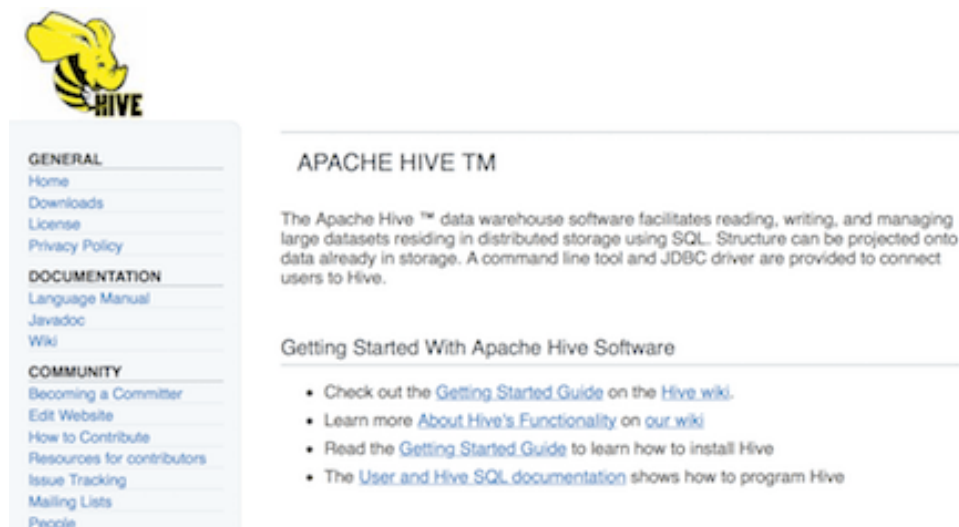 HIVE
GENERAL
Home
Downloads
License
Privacy Policy
DOCUMENTATION
Language Manual
Javadoc
Wiki
COMMUNITY
Becoming a Committer
Edit Website
How to Contribute
Resources for contributors
Issue Tracking
Mailing Lists
People
APACHE HIVE TM
The Apache Hive ™ data warehouse software facilitates reading, writing, and managing
large datasets residing in distributed storage using SQL. Structure can be projected onto
data already in storage. A command line tool and JDBC driver are provided to connect
users to Hive.
Getting Started With Apache Hive Software
• Check out the Getting Started Guide on the Hive wiki.
• Learn more About Hive's Functionality on our wiki
• Read the Getting Started Guide to learn how to install Hive
• The User and Hive SQL documentation shows how to program Hive